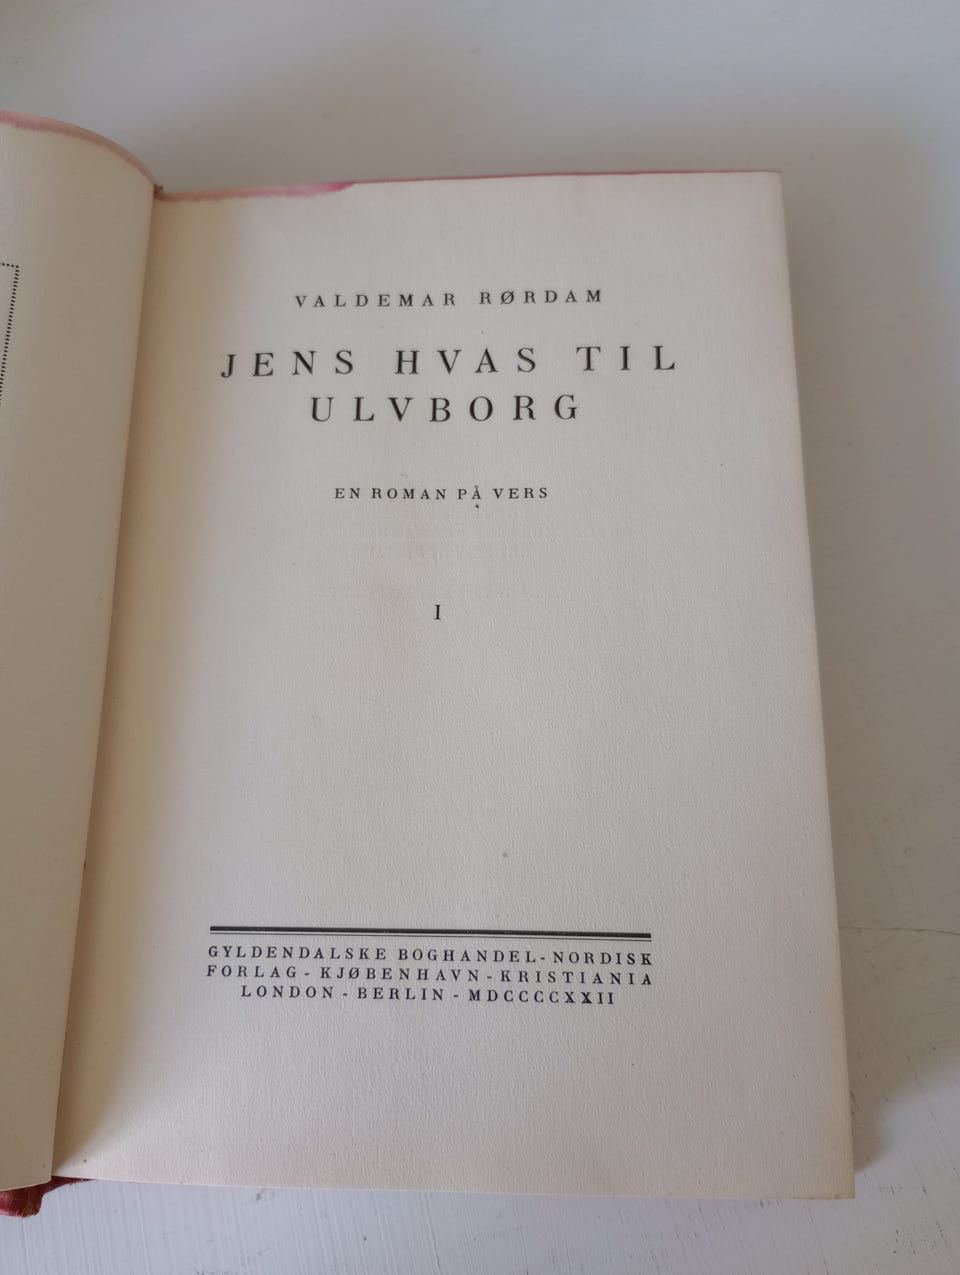 VALDEMAR RØRDAM
JENS HVAS TIL
ULVBORG
EN ROMAN PÅ VERS
I
GYLDENDALSKE BOGHANDEL - NORDISK
FORLAG - KJØBENHAVN - KRISTIANIA
LONDON - BERLIN - MDCCCCXXII